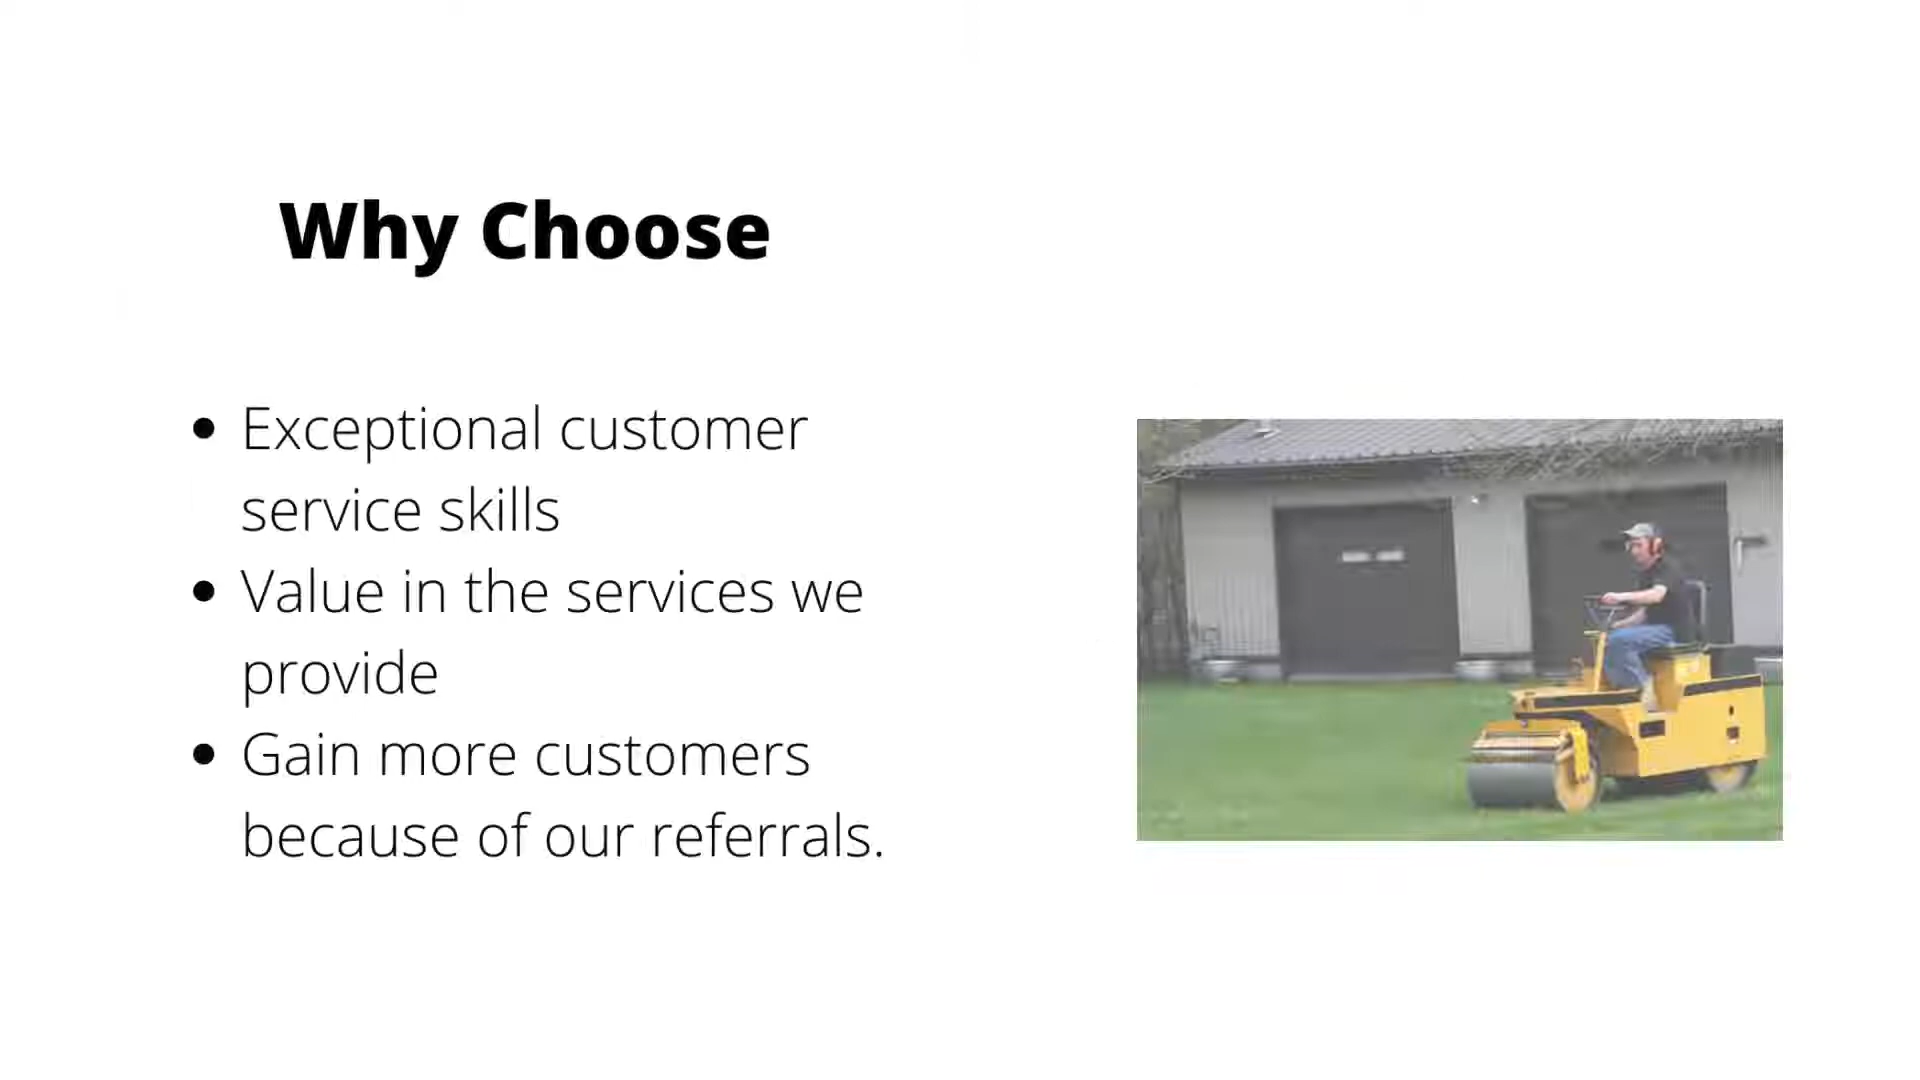 Why Choose
Exceptional customer
service skills
Value in the services we
provide
Gain more customers
because of our referrals.